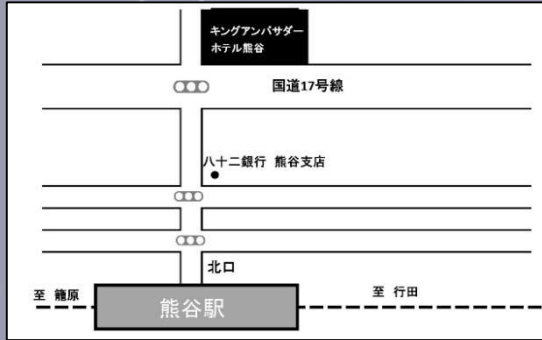 キングアンバサダー
ホテル熊谷
国道17号線
八十二銀行 熊谷支店
北口
至 籠原
至 行田
熊谷駅